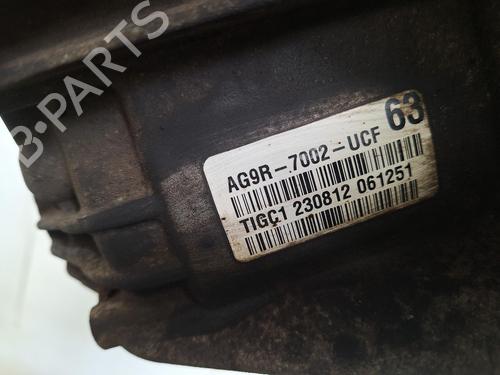 B-PARTS
63
AG9R-7002-UCF
TIGC1 230812 061251